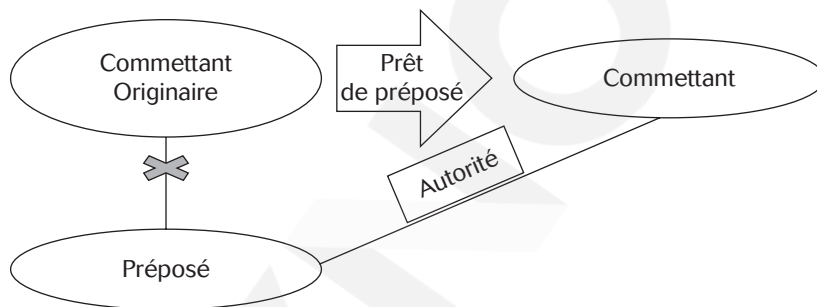 Commettant
Originaire
Prêt
de préposé
Commettant
Autorité
Préposé